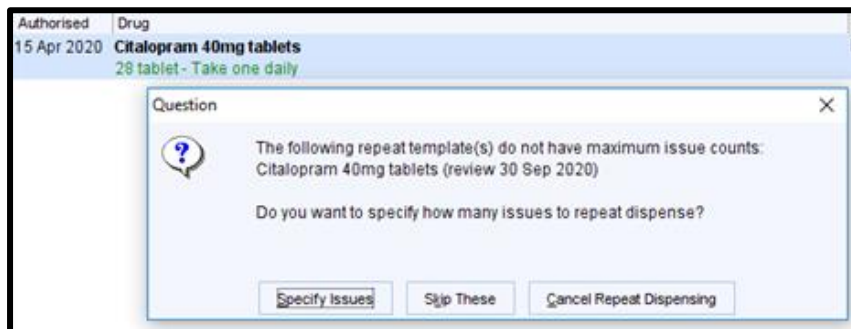 Authorised Drug
15 Apr 2020 Citalopram 40mg tablets
28 tablet - Take one daily
Question
The following repeat template(s) do not have maximum issue counts:
Citalopram 40mg tablets (review 30 Sep 2020)
Do you want to specify how many issues to repeat dispense?
Specify Issues Skip These Cancel Repeat Dispensing